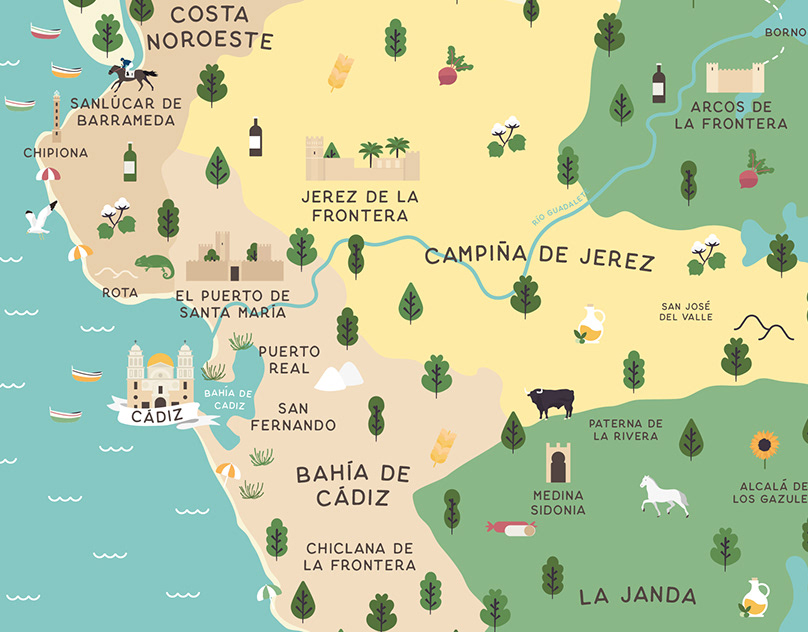 COSTA
NOROESTE
BORNO
SANLÚCAR DE
BARRAMEDA
ARCOS DE
LA FRONTERA
CHIPIONA
JEREZ DE LA
FRONTERA
RÍO GUADALETE
CAMPIÑA DE JEREZ
ROTA
EL PUERTO DE
SANTA MARÍA
SAN JOSÉ
DEL VALLE
PUERTO
REAL
BAHÍA DE
CADIZ
CÁDIZ
SAN
FERNANDO
PATERNA DE
LA RIVERA
BAHÍA DE
CÁDIZ
MEDINA
SIDONIA
ALCALÁ DE
LOS GAZULE
CHICLANA DE
LA FRONTERA
LA JANDA